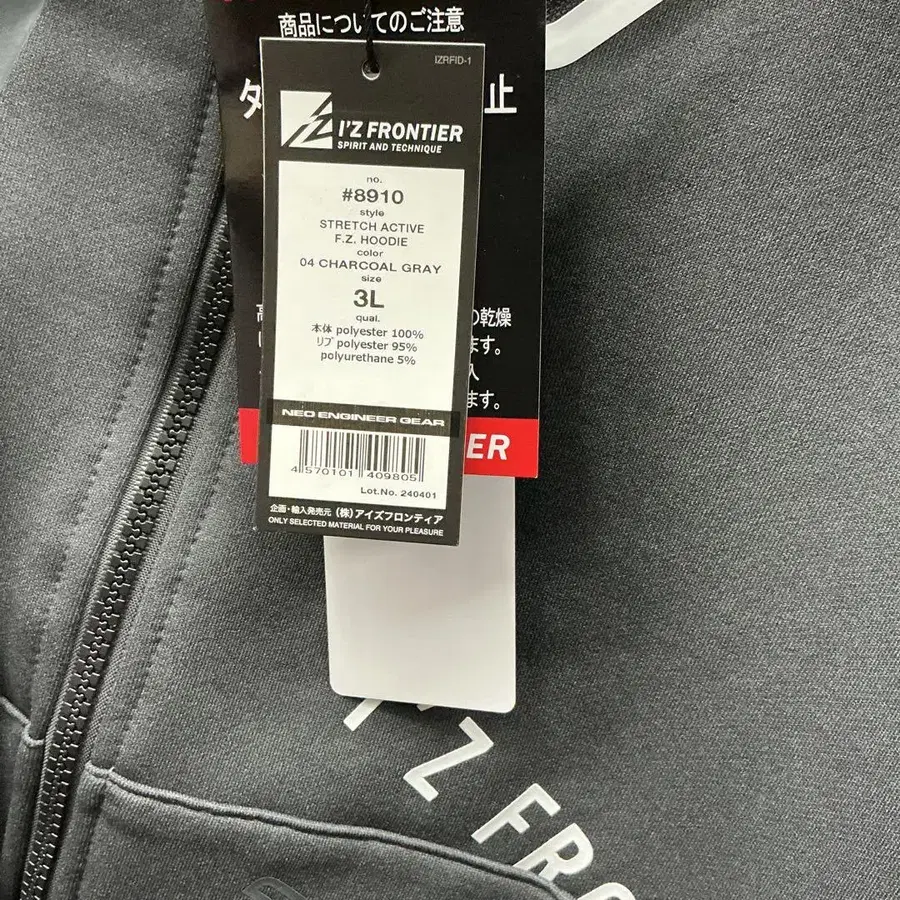 商品についてのご注意
IZRFID-1
タ
止
I'Z FRONTIER
SPIRIT AND TECHNIQUE
no.
#8910
style
STRETCH ACTIVE
F.Z. HOODIE
color
04 CHARCOAL GRAY
size
3L
qual.
本体 polyester 100%
リブ polyester 95%
polyurethane 5%
の乾燥
ます。
入
ます。
NEO ENGINEER GEAR
ER
4 570101 409805
Lot.No. 240401
企画・輸入発売元 (株)アイズフロンティア
ONLY SELECTED MATERIAL FOR YOUR PLEASURE
I'Z FRO